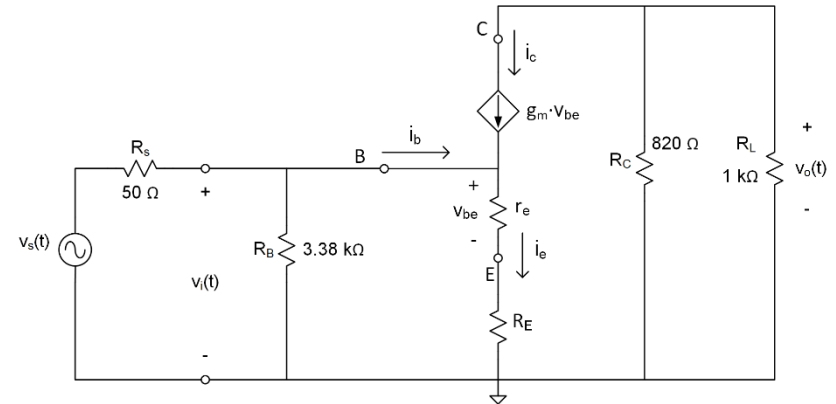 C
i_c
g_m·v_be
R_s
50 Ω
+
B
i_b
R_C
820 Ω
R_L
1 kΩ
+
v_o(t)
-
+
v_be
-
r_e
i_e
E
v_s(t)
R_B
3.38 kΩ
v_i(t)
R_E
-